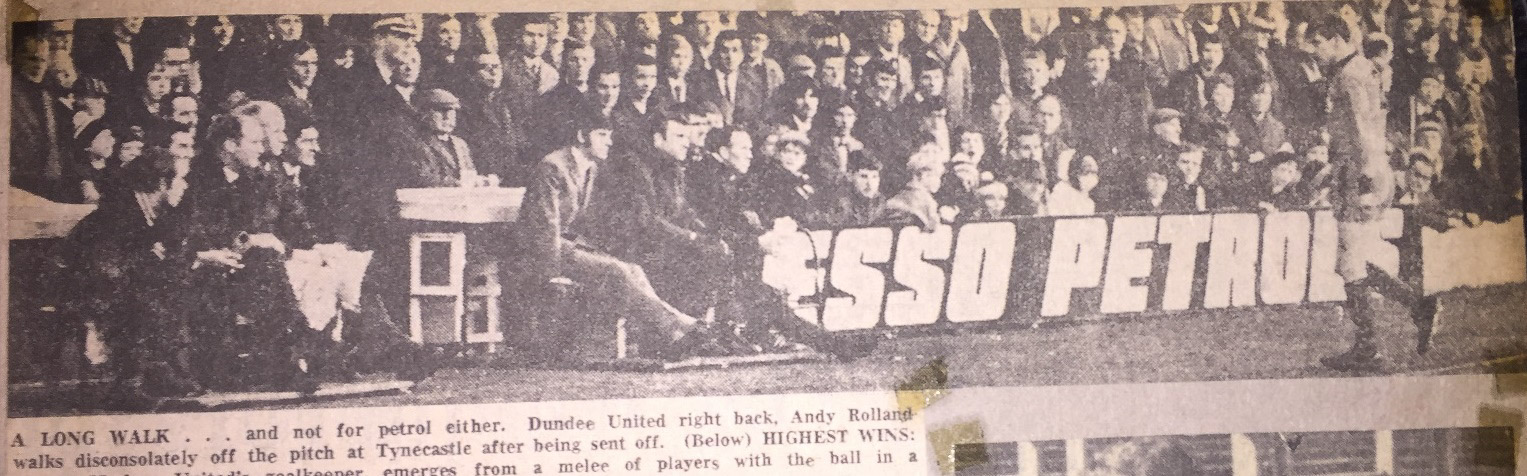 ESSO PETROLS
A LONG WALK . . . and not for petrol either. Dundee United right back, Andy Rolland
walks disconsolately off the pitch at Tynecastle after being sent off. (Below) HIGHEST WINS:
United's goalkeeper emerges from a melee of players with the ball in a